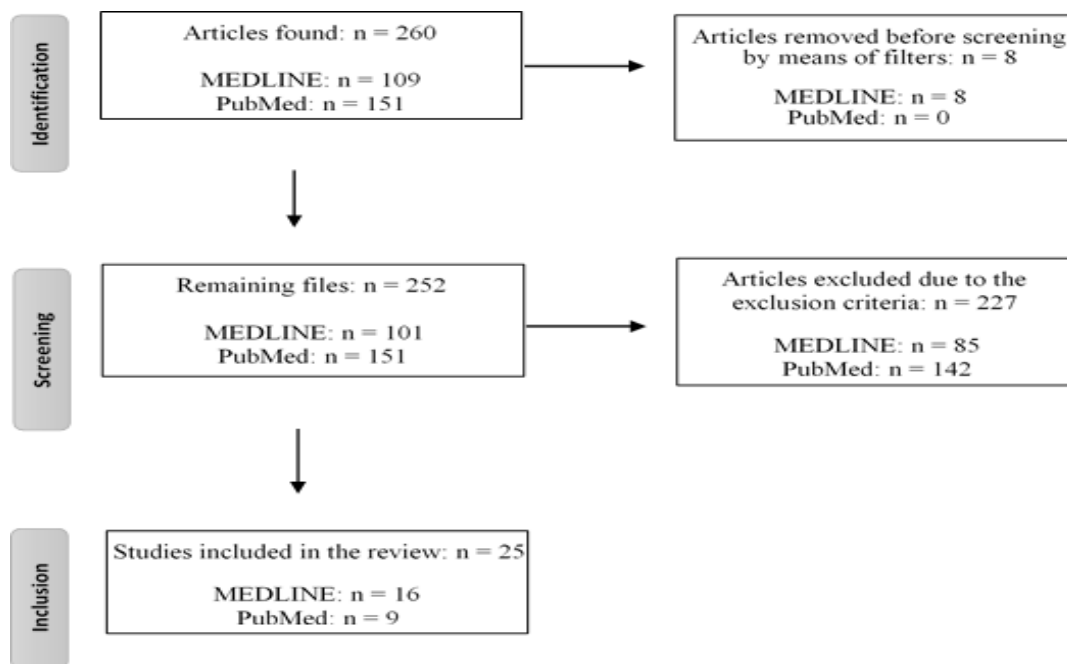 Identification
Articles found: n = 260
MEDLINE: n = 109
PubMed: n = 151
Articles removed before screening
by means of filters: n = 8
MEDLINE: n = 8
PubMed: n = 0
Screening
Remaining files: n = 252
MEDLINE: n = 101
PubMed: n = 151
Articles excluded due to the
exclusion criteria: n = 227
MEDLINE: n = 85
PubMed: n = 142
Inclusion
Studies included in the review: n = 25
MEDLINE: n = 16
PubMed: n = 9